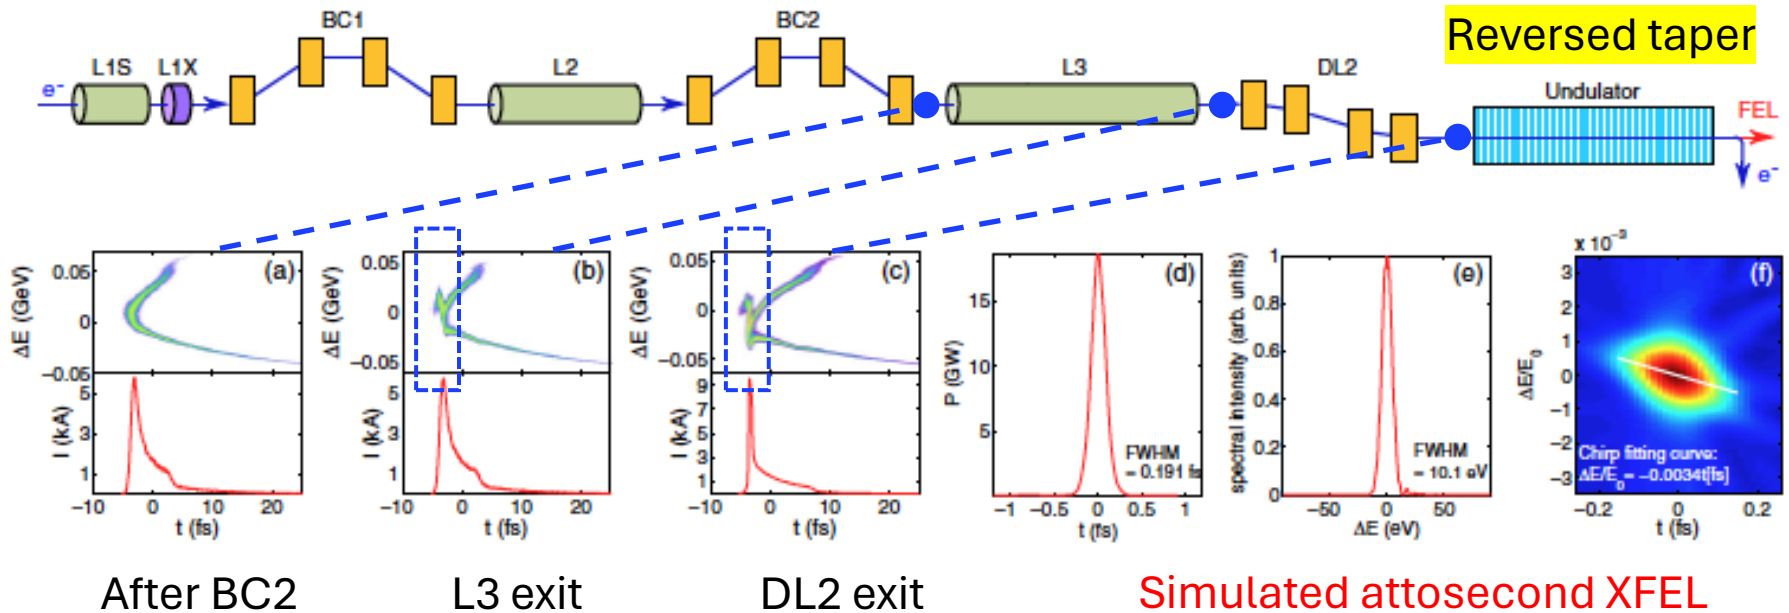 BC1
BC2
Reversed taper
L1S
L1X
L2
L3
DL2
Undulator
e⁻
FEL
e⁻
(a)
ΔE (GeV)
0.05
0
−0.05
I (kA)
5
3
1
−10 0 10 20
t (fs)
(b)
ΔE (GeV)
0.05
0
−0.05
I (kA)
5
3
1
−10 0 10 20
t (fs)
(c)
ΔE (GeV)
0.05
0
−0.05
I (kA)
9
7
5
3
1
−10 0 10 20
t (fs)
(d)
P (GW)
15
10
5
FWHM
= 0.191 fs
−1 −0.5 0 0.5 1
t (fs)
(e)
spectral intensity (arb. units)
1
0.8
0.6
0.4
0.2
0
FWHM
= 10.1 eV
−50 0 50
ΔE (eV)
x 10⁻³
(f)
ΔE/E₀
3
2
1
0
−1
−2
−3
Chirp fitting curve:
ΔE/E₀= −0.0034t[fs]
−0.2 0 0.2
t (fs)
After BC2
L3 exit
DL2 exit
Simulated attosecond XFEL